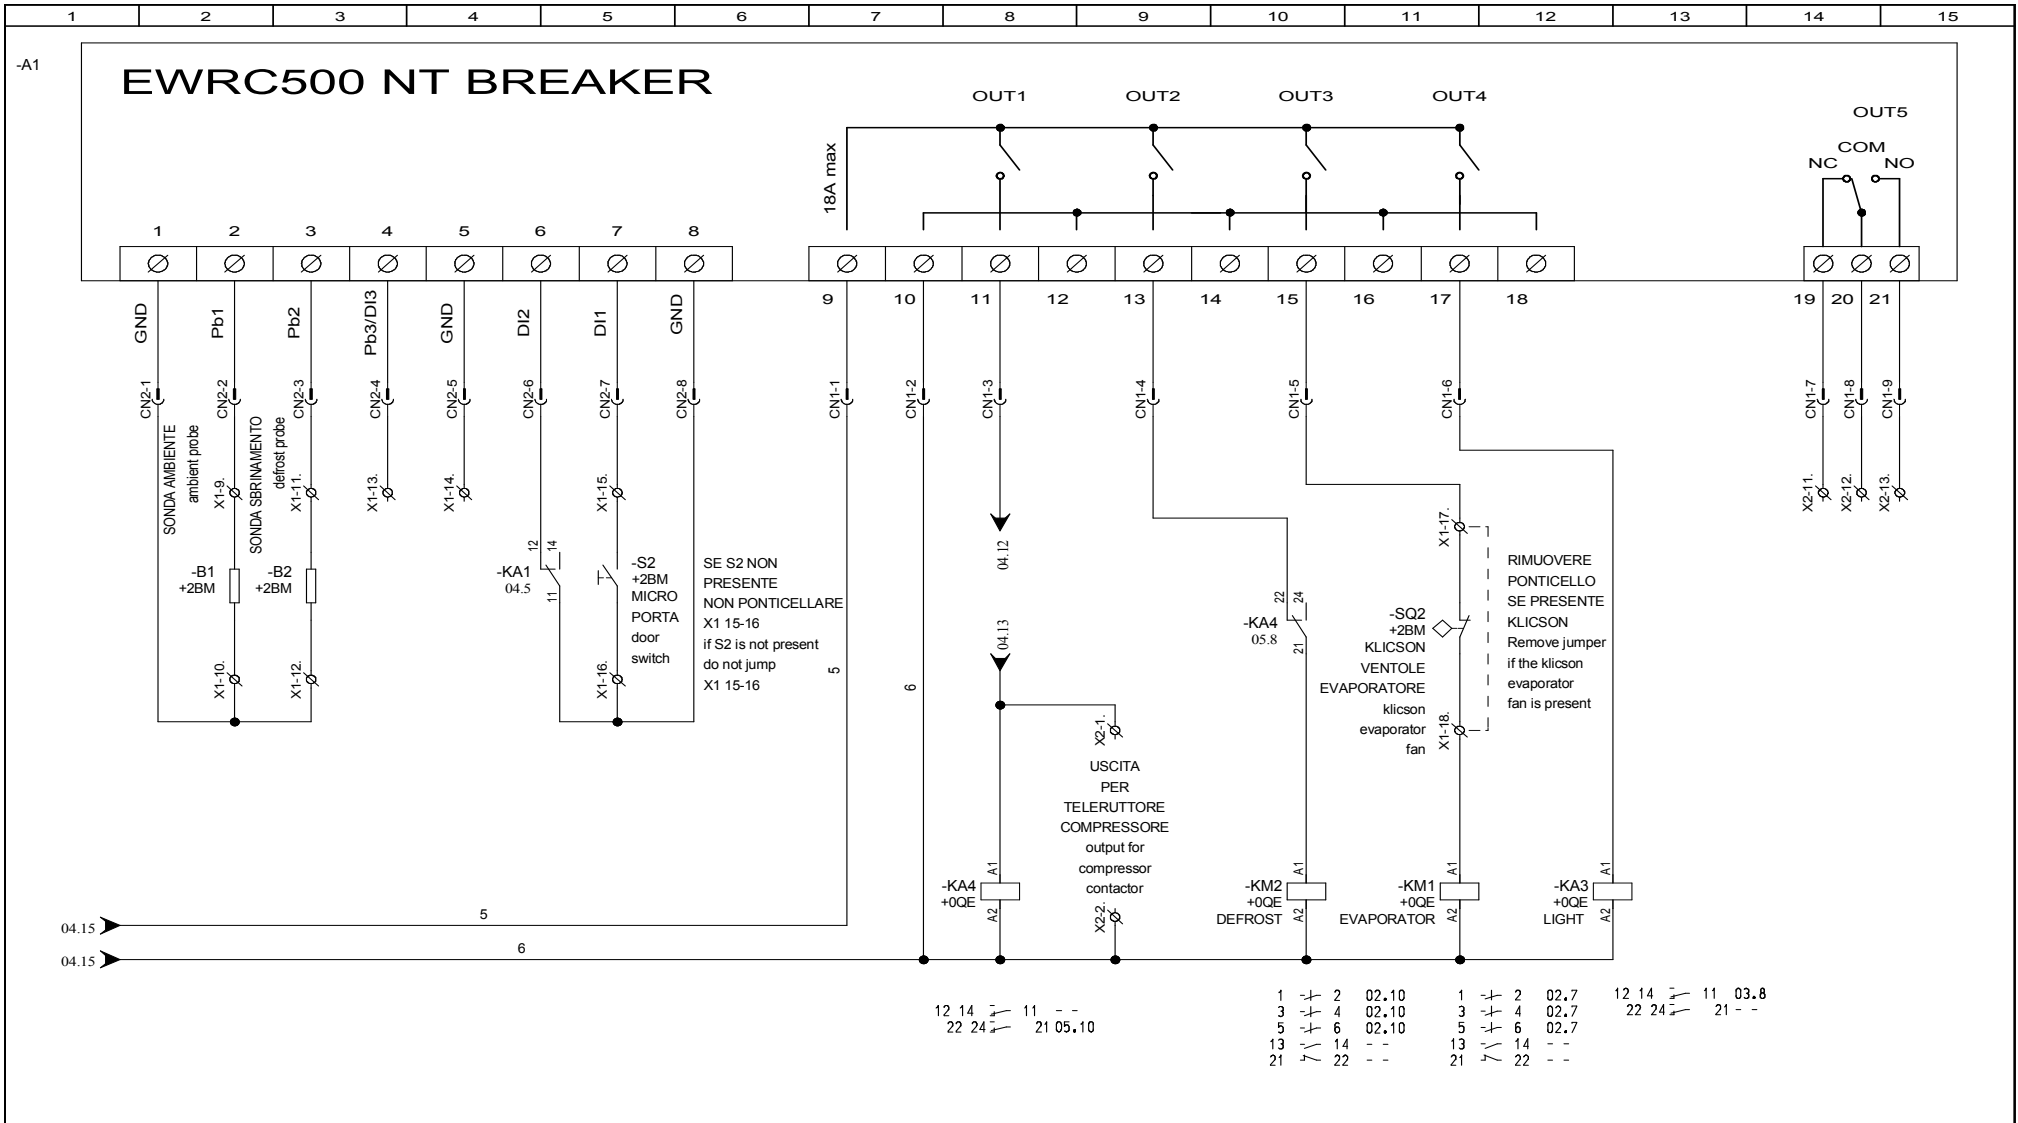 1 2 3 4 5 6 7 8 9 10 11 12 13 14 15
-A1
EWRC500 NT BREAKER
OUT1 OUT2 OUT3 OUT4
OUT5
COM
NC NO
18A max
1 2 3 4 5 6 7 8
9 10 11 12 13 14 15 16 17 18
19 20 21
GND Pb1 Pb2 Pb3/DI3 GND DI2 DI1 GND
CN2-1 CN2-2 CN2-3 CN2-4 CN2-5 CN2-6 CN2-7 CN2-8
CN1-1 CN1-2 CN1-3 CN1-4 CN1-5 CN1-6 CN1-7 CN1-8 CN1-9
SONDA AMBIENTE
ambient probe
SONDA SBRINAMENTO
defrost probe
X1-9. X1-11. X1-13. X1-14. X1-15.
X2-11. X2-12. X2-13.
-B1
+2BM
-B2
+2BM
X1-10. X1-12.
12 14
-KA1
04.5
11
-S2
+2BM
MICRO
PORTA
door
switch
X1-16.
SE S2 NON
PRESENTE
NON PONTICELLARE
X1 15-16
if S2 is not present
do not jump
X1 15-16
5
6
04.12
04.13
X2-1.
USCITA
PER
TELERUTTORE
COMPRESSORE
output for
compressor
contactor
X2-2.
22 24
-KA4
05.8
21
X1-17.
-SQ2
+2BM
KLICSON
VENTOLE
EVAPORATORE
klicson
evaporator
fan
X1-18.
RIMUOVERE
PONTICELLO
SE PRESENTE
KLICSON
Remove jumper
if the klicson
evaporator
fan is present
A1
-KA4
+0QE
A2
A1
-KM2
+0QE
DEFROST
A2
A1
-KM1
+0QE
EVAPORATOR
A2
A1
-KA3
+0QE
LIGHT
A2
04.15
5
04.15
6
12 14 11 - -
22 24 21 05.10
1 2 02.10
3 4 02.10
5 6 02.10
13 14 - -
21 22 - -
1 2 02.7
3 4 02.7
5 6 02.7
13 14 - -
21 22 - -
12 14 11 03.8
22 24 21 - -